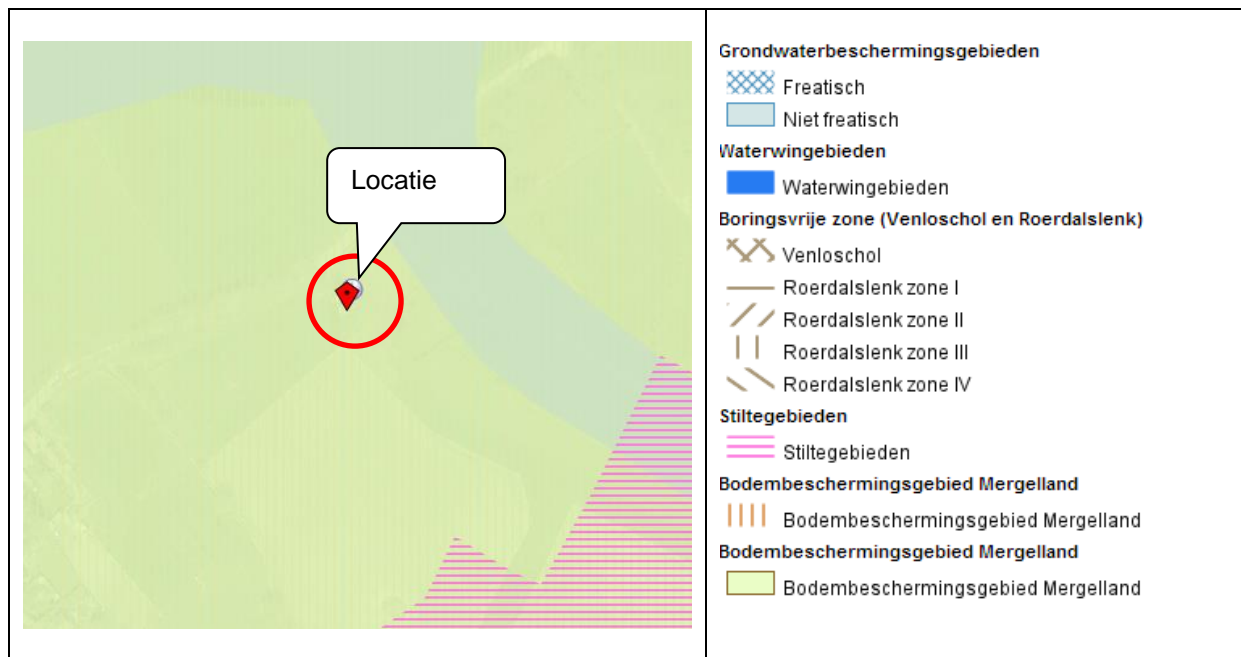 Locatie
Grondwaterbeschermingsgebieden
Freatisch
Niet freatisch
Waterwingebieden
Waterwingebieden
Boringsvrije zone (Venloschol en Roerdalslenk)
Venloschol
Roerdalslenk zone I
Roerdalslenk zone II
Roerdalslenk zone III
Roerdalslenk zone IV
Stiltegebieden
Stiltegebieden
Bodembeschermingsgebied Mergelland
Bodembeschermingsgebied Mergelland
Bodembeschermingsgebied Mergelland
Bodembeschermingsgebied Mergelland